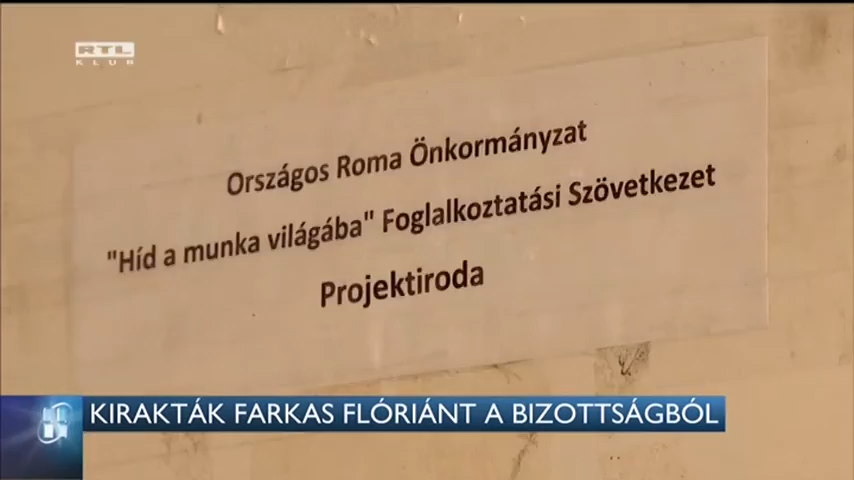 RTL
KLUB
Országos Roma Önkormányzat
"Híd a munka világába" Foglalkoztatási Szövetkezet
Projektiroda
KIRAKTÁK FARKAS FLÓRIÁNT A BIZOTTSÁGBÓL